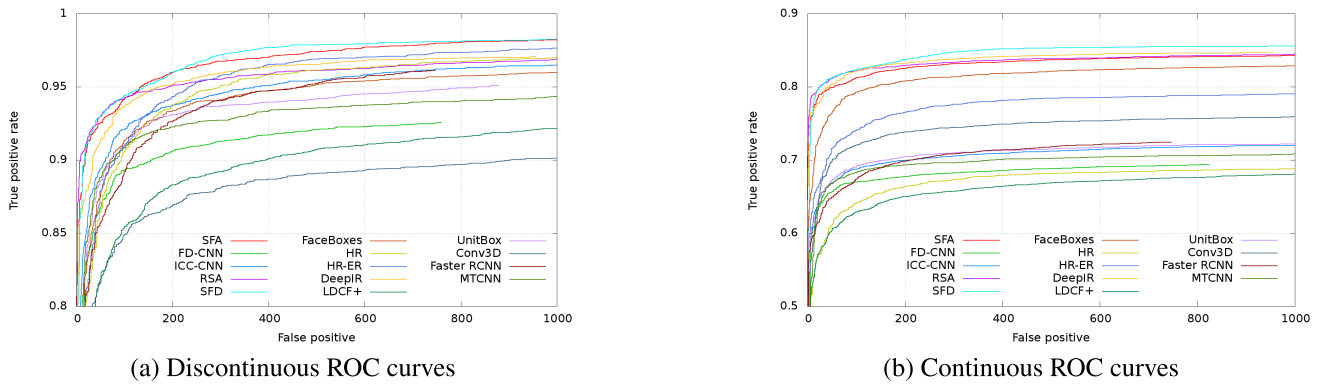 1
0.95
0.9
0.85
0.8
True positive rate
0 200 400 600 800 1000
False positive
SFA FaceBoxes UnitBox
FD-CNN HR Conv3D
ICC-CNN HR-ER Faster RCNN
RSA DeepIR MTCNN
SFD LDCF+
(a) Discontinuous ROC curves
0.9
0.8
0.7
0.6
0.5
True positive rate
0 200 400 600 800 1000
False positive
SFA FaceBoxes UnitBox
FD-CNN HR Conv3D
ICC-CNN HR-ER Faster RCNN
RSA DeepIR MTCNN
SFD LDCF+
(b) Continuous ROC curves